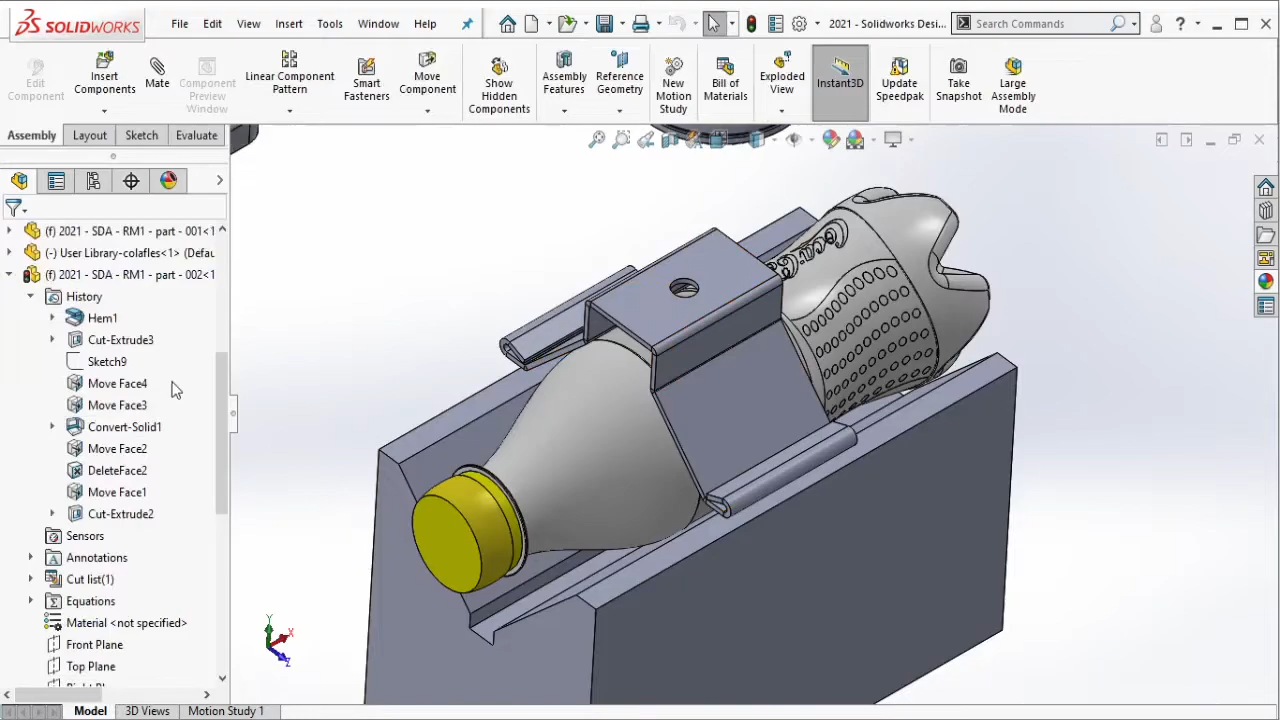 SOLIDWORKS
File Edit View Insert Tools Window Help
2021 - Solidworks Desi...
Search Commands
Edit Component
Insert Components
Mate
Component Preview Window
Linear Component Pattern
Smart Fasteners
Move Component
Show Hidden Components
Assembly Features
Reference Geometry
New Motion Study
Bill of Materials
Exploded View
Instant3D
Update Speedpak
Take Snapshot
Large Assembly Mode
Assembly Layout Sketch Evaluate
(f) 2021 - SDA - RM1 - part - 001<1
(-) User Library-colafles<1> (Defau
(f) 2021 - SDA - RM1 - part - 002<1
History
Hem1
Cut-Extrude3
Sketch9
Move Face4
Move Face3
Convert-Solid1
Move Face2
DeleteFace2
Move Face1
Cut-Extrude2
Sensors
Annotations
Cut list(1)
Equations
Material <not specified>
Front Plane
Top Plane
Y
X
Z
Model 3D Views Motion Study 1